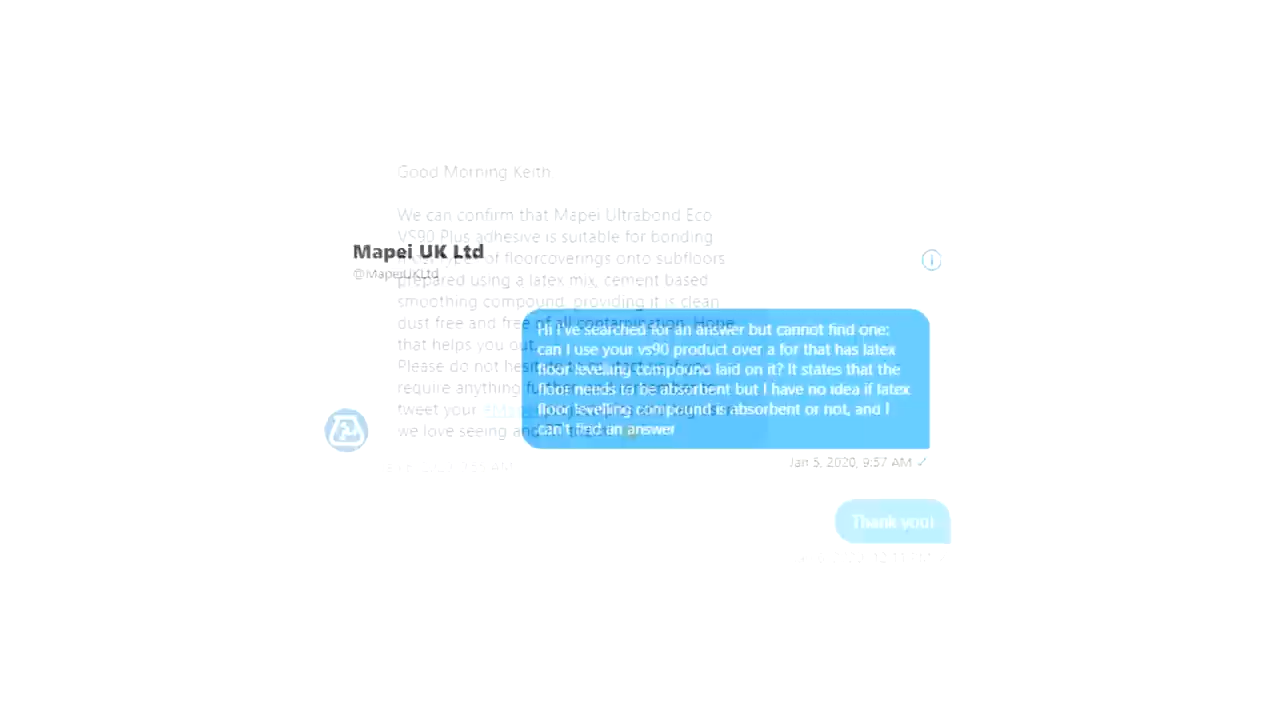 Good Morning Keith
We can confirm that Mapei Ultrabond Eco
VS90 Plus adhesive is suitable for bonding
Mapei UK Ltd
types of floorcoverings onto subfloors
@MapeiUKLtd
prepared using a latex mix, cement based
smoothing compound, providing it is clean,
dust free and free of all contamination. Hope
that helps you out.
Please do not
require anything
tweet your
we love seeing and
Hi I've searched for an answer but cannot find one:
can I use your vs90 product over a for that has latex
floor levelling compound laid on it? It states that the
floor needs to be absorbent but I have no idea if latex
floor levelling compound is absorbent or not, and I
can't find an answer
Jan 5, 2020, 9:57 AM ✓
Thank you!